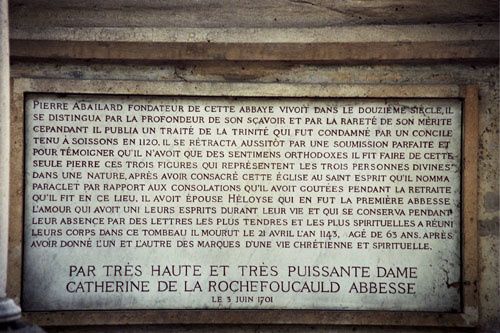 PIERRE ABAILARD FONDATEUR DE CETTE ABBAYE VIVOIT DANS LE DOUZIÈME SIÈCLE, IL
SE DISTINGUA PAR LA PROFONDEUR DE SON SÇAVOIR ET PAR LA RARETÉ DE SON MÉRITE
CEPANDANT IL PUBLIA UN TRAITÉ DE LA TRINITÉ QUI FUT CONDAMNÉ PAR UN CONCILE
TENU À SOISSONS EN 1120. IL SE RÉTRACTA AUSSITÔT PAR UNE SOUMISSION PARFAITE ET
POUR TÉMOIGNER QU'IL N'AVOIT QUE DES SENTIMENS ORTHODOXES IL FIT FAIRE DE CETTE
SEULE PIERRE CES TROIS FIGURES QUI REPRÉSENTENT LES TROIS PERSONNES DIVINES
DANS UNE NATURE, APRÈS AVOIR CONSACRÉ CETTE ÉGLISE AU SAINT ESPRIT QU'IL NOMMA
PARACLET PAR RAPPORT AUX CONSOLATIONS QU'IL AVOIT GOUTÉES PENDANT LA RETRAITE
QU'IL FIT EN CE LIEU. IL AVOIT ÉPOUSÉ HÉLOYSE QUI EN FUT LA PREMIÈRE ABBESSE.
L'AMOUR QUI AVOIT UNI LEURS ESPRITS DURANT LEUR VIE ET QUI SE CONSERVA PENDANT
LEUR ABSENCE PAR DES LETTRES LES PLUS TENDRES ET LES PLUS SPIRITUELLES A RÉUNI
LEURS CORPS DANS CE TOMBEAU IL MOURUT LE 21 AVRIL L'AN 1143, AGÉ DE 63 ANS, APRÈS
AVOIR DONNÉ L'UN ET L'AUTRE DES MARQUES D'UNE VIE CHRÉTIENNE ET SPIRITUELLE.
PAR TRÈS HAUTE ET TRÈS PUISSANTE DAME
CATHERINE DE LA ROCHEFOUCAULD ABBESSE
LE 3 JUIN 1701